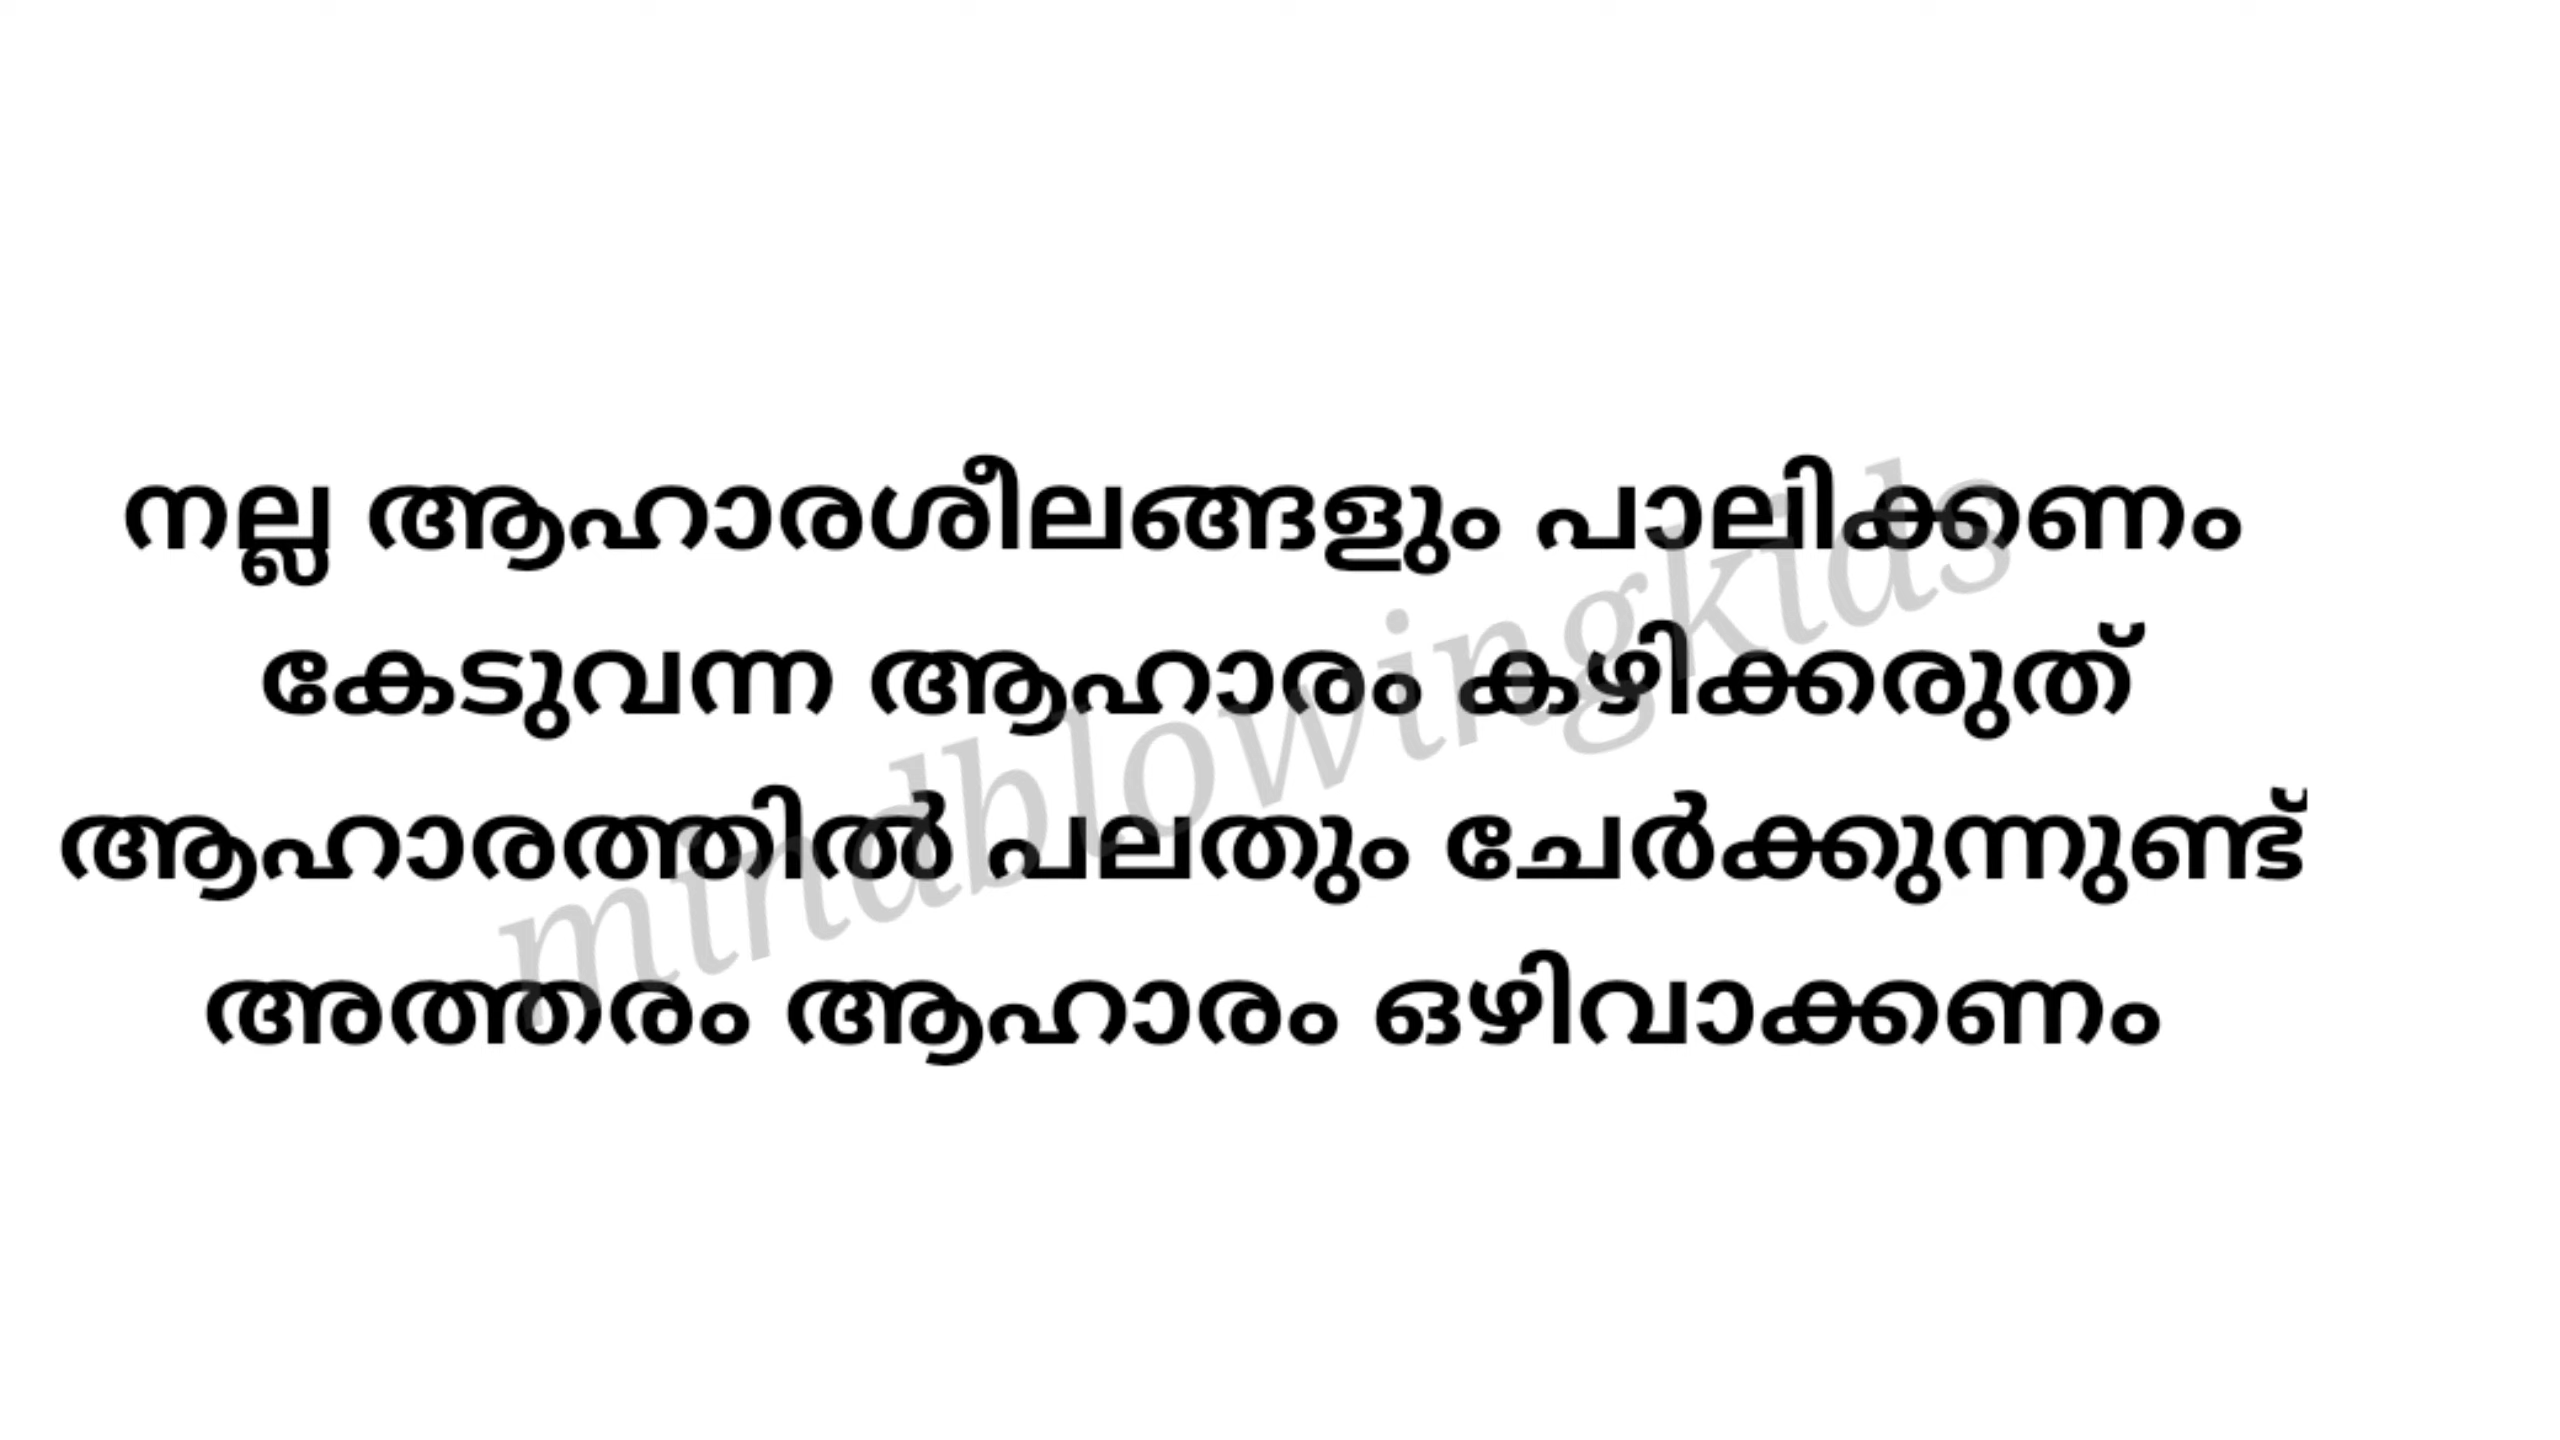 നല്ല ആഹാരശീലങ്ങളും പാലിക്കണം
കേടുവന്ന ആഹാരം കഴിക്കരുത്
ആഹാരത്തിൽ പലതും ചേർക്കുന്നുണ്ട്
അത്തരം ആഹാരം ഒഴിവാക്കണം
mindblowingkids